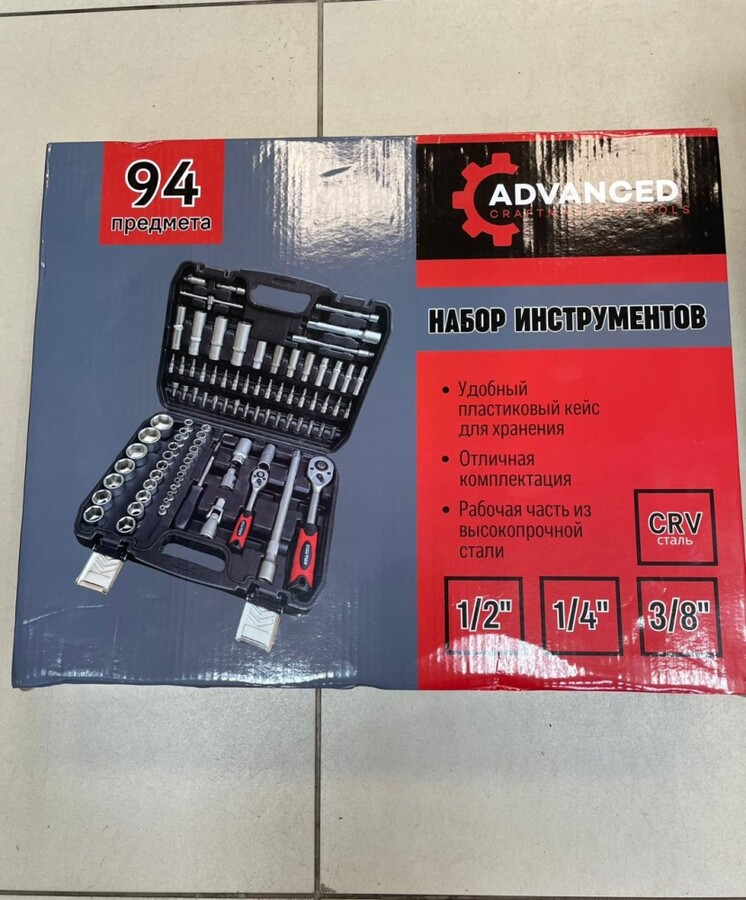 94
предмета
ADVANCED
НАБОР ИНСТРУМЕНТОВ
• Удобный
пластиковый кейс
для хранения
• Отличная
комплектация
• Рабочая часть из
высокопрочной
стали
CRV
сталь
1/2" 1/4" 3/8"